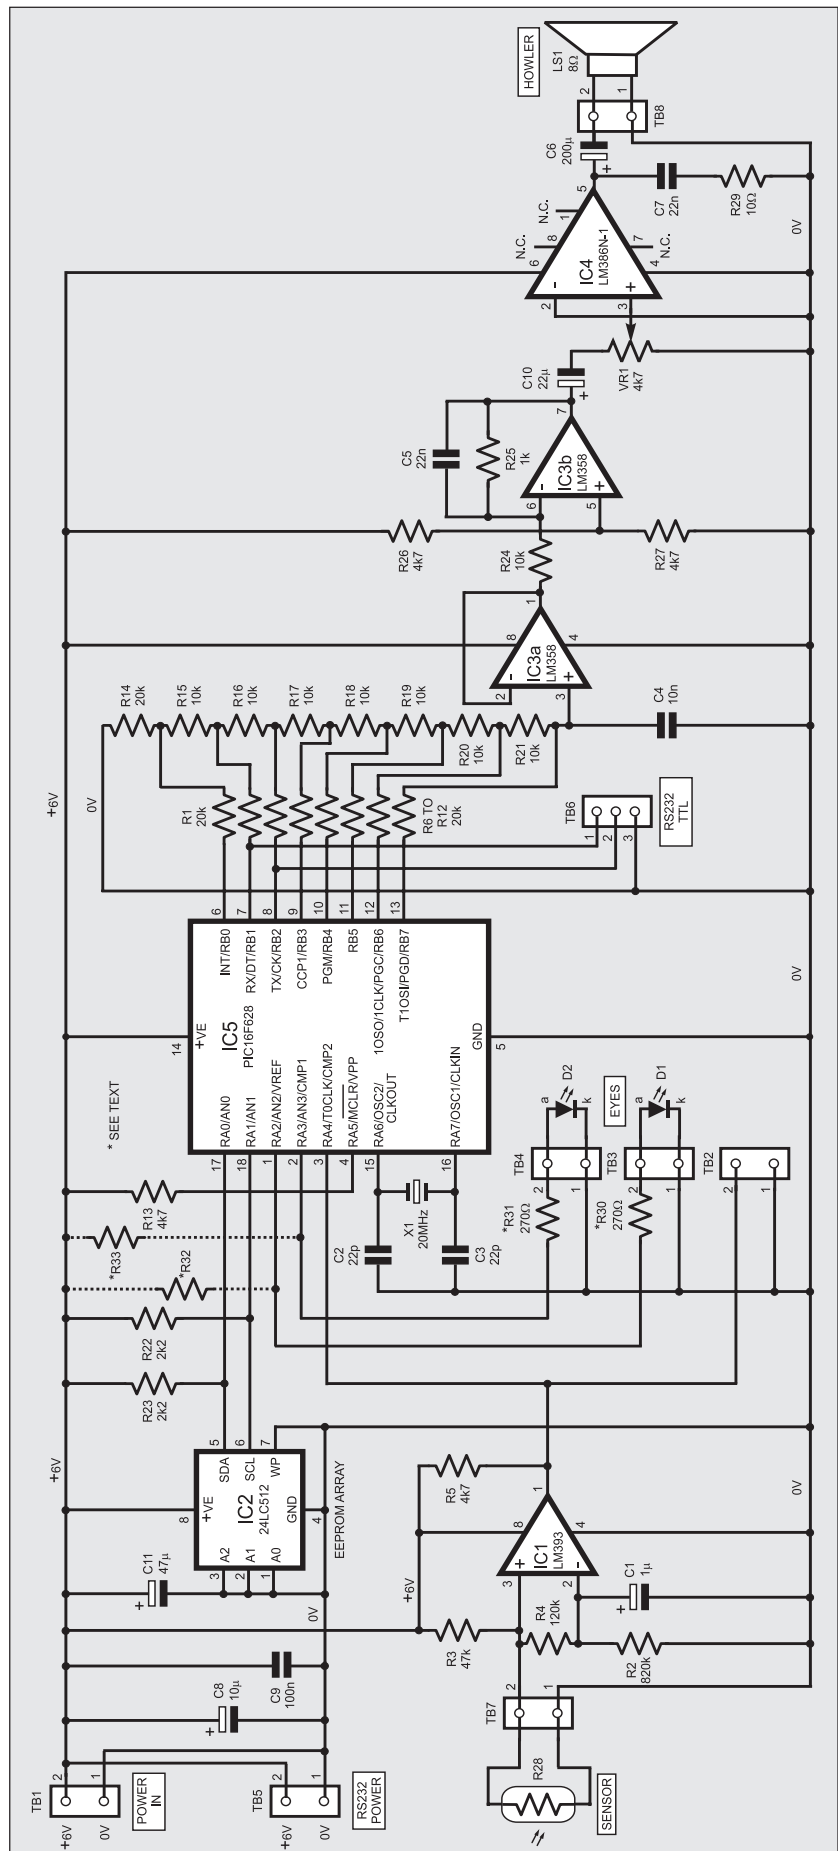 HOWLER
LS1
8Ω
2
1
TB8
C6
200µ
+
5
C7
22n
R29
10Ω
0V
N.C.
1
N.C.
8
6
IC4
LM386N-1
7
N.C.
4
-
+
2
3
VR1
4k7
C10
22µ
+
7
C5
22n
R25
1k
IC3b
LM358
-
+
6
5
R26
4k7
R24
10k
R27
4k7
1
8
IC3a
LM358
4
-
+
2
3
C4
10n
R14
20k
R15
10k
R16
10k
R17
10k
R18
10k
R19
10k
R20
10k
R21
10k
+6V
0V
R1
20k
R6 TO
R12
20k
TB6
1
2
3
RS232
TTL
6
7
8
9
10
11
12
13
INT/RB0
RX/DT/RB1
TX/CK/RB2
CCP1/RB3
PGM/RB4
RB5
1OSO/1CLK/PGC/RB6
T1OSI/PGD/RB7
14
+VE
IC5
PIC16F628
GND
5
0V
RA0/AN0
RA1/AN1
RA2/AN2/VREF
RA3/AN3/CMP1
RA4/T0CLK/CMP2
RA5/MCLR/VPP
RA6/OSC2/
CLKOUT
RA7/OSC1/CLKIN
17
18
1
2
3
4
15
16
* SEE TEXT
R13
4k7
*R33
*R32
R22
2k2
R23
2k2
C2
22p
X1
20MHz
C3
22p
D2
a
k
EYES
D1
a
k
TB4
2
1
TB3
2
1
TB2
2
1
*R31
270Ω
*R30
270Ω
+6V
5
6
7
SDA
SCL
WP
8
+VE
IC2
24LC512
GND
4
A2
A1
A0
3
2
1
EEPROM ARRAY
C11
47µ
+
0V
R5
4k7
1
8
IC1
LM393
4
+
-
3
2
+6V
R3
47k
R4
120k
C1
1µ
+
R2
820k
0V
C9
100n
C8
10µ
+
TB7
2
1
R28
SENSOR
TB1
2
1
+6V
0V
POWER
IN
TB5
2
1
+6V
0V
RS232
POWER